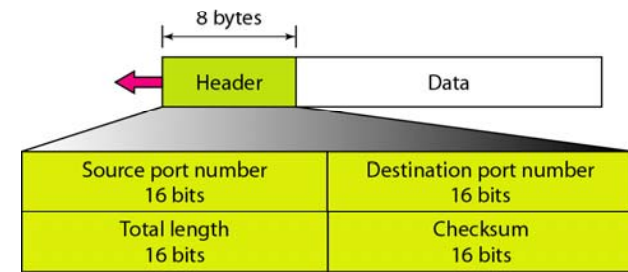 8 bytes
Header
Data
Source port number
16 bits
Destination port number
16 bits
Total length
16 bits
Checksum
16 bits